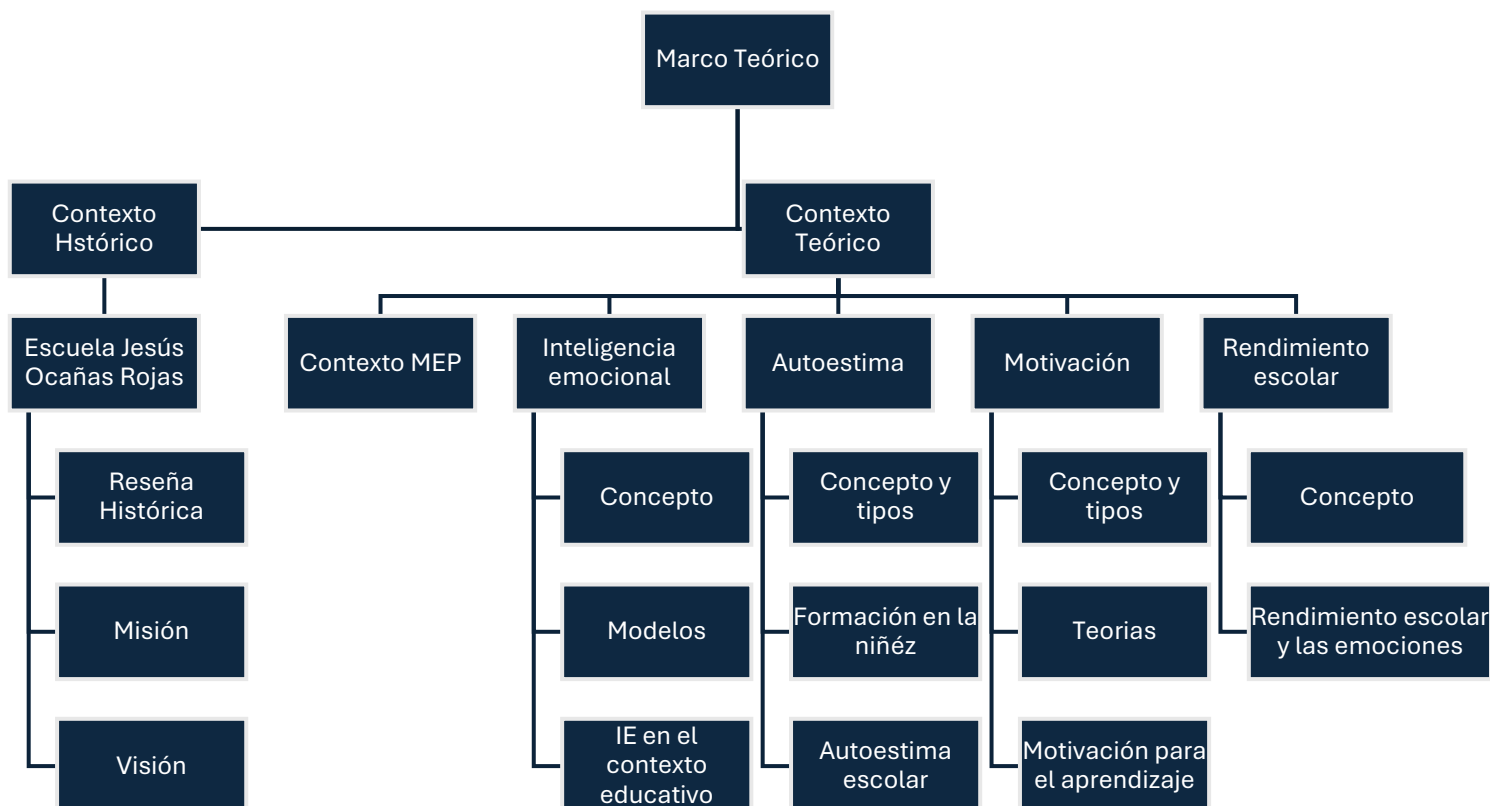 Marco Teórico
Contexto
Hstórico
Contexto
Teórico
Escuela Jesús
Ocañas Rojas
Contexto MEP
Inteligencia
emocional
Autoestima
Motivación
Rendimiento
escolar
Reseña
Histórica
Misión
Visión
Concepto
Modelos
IE en el
contexto
educativo
Concepto y
tipos
Formación en la
niñéz
Autoestima
escolar
Concepto y
tipos
Teorias
Motivación para
el aprendizaje
Concepto
Rendimiento escolar
y las emociones